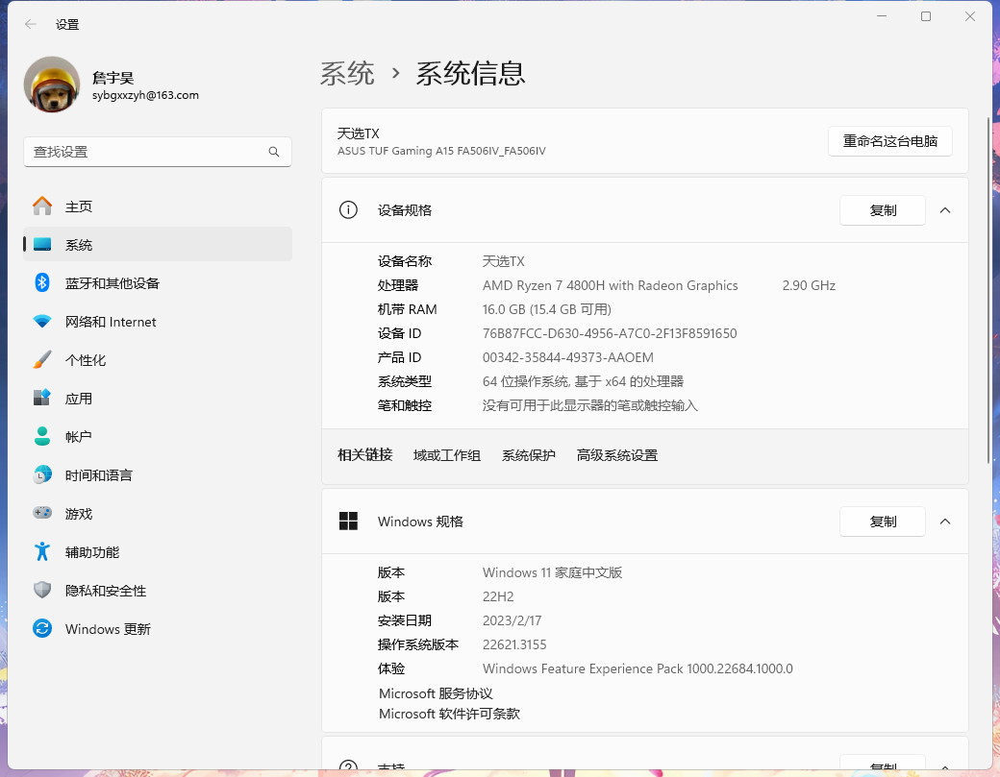 设置
詹宇昊
sybgxxzyh@163.com
查找设置
主页
系统
蓝牙和其他设备
网络和 Internet
个性化
应用
帐户
时间和语言
游戏
辅助功能
隐私和安全性
Windows 更新
系统 › 系统信息
天选TX
ASUS TUF Gaming A15 FA506IV_FA506IV
重命名这台电脑
设备规格
复制
设备名称 天选TX
处理器 AMD Ryzen 7 4800H with Radeon Graphics 2.90 GHz
机带 RAM 16.0 GB (15.4 GB 可用)
设备 ID 76B87FCC-D630-4956-A7C0-2F13F8591650
产品 ID 00342-35844-49373-AAOEM
系统类型 64 位操作系统, 基于 x64 的处理器
笔和触控 没有可用于此显示器的笔或触控输入
相关链接 域或工作组 系统保护 高级系统设置
Windows 规格
复制
版本 Windows 11 家庭中文版
版本 22H2
安装日期 2023/2/17
操作系统版本 22621.3155
体验 Windows Feature Experience Pack 1000.22684.1000.0
Microsoft 服务协议
Microsoft 软件许可条款
支持
复制